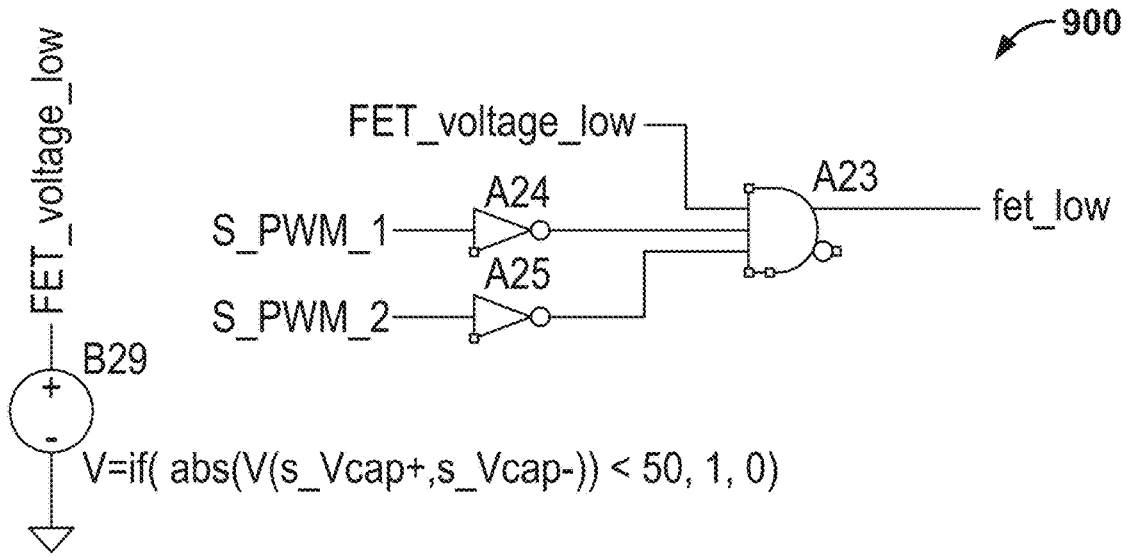 900
FET_voltage_low
FET_voltage_low
A24
A23
S_PWM_1
fet_low
A25
S_PWM_2
B29
+
-
V=if( abs(V(s_Vcap+,s_Vcap-)) < 50, 1, 0)